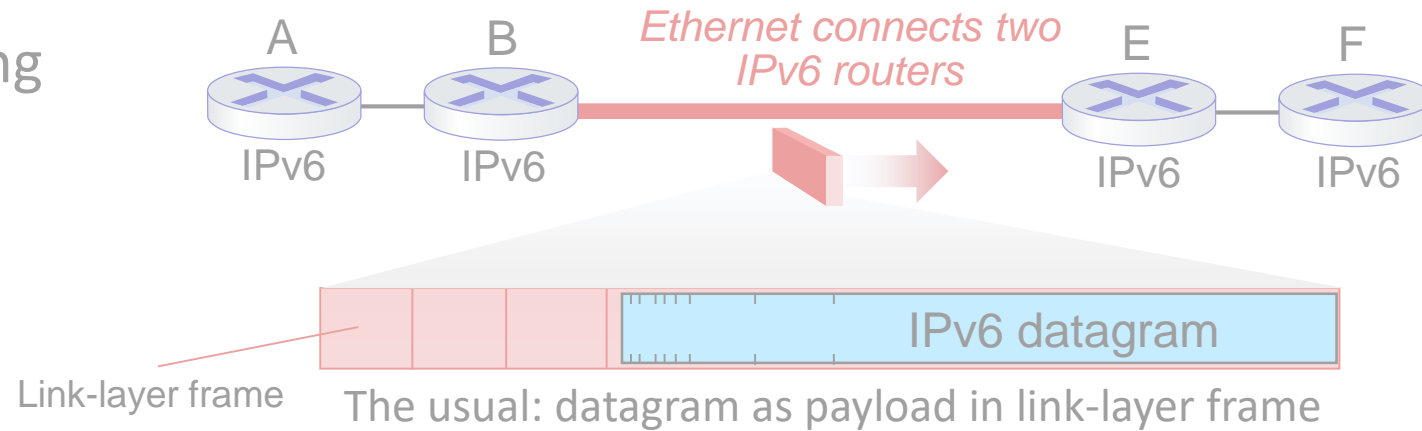 ng
A B E F
Ethernet connects two
IPv6 routers
IPv6 IPv6 IPv6 IPv6
IPv6 datagram
Link-layer frame
The usual: datagram as payload in link-layer frame